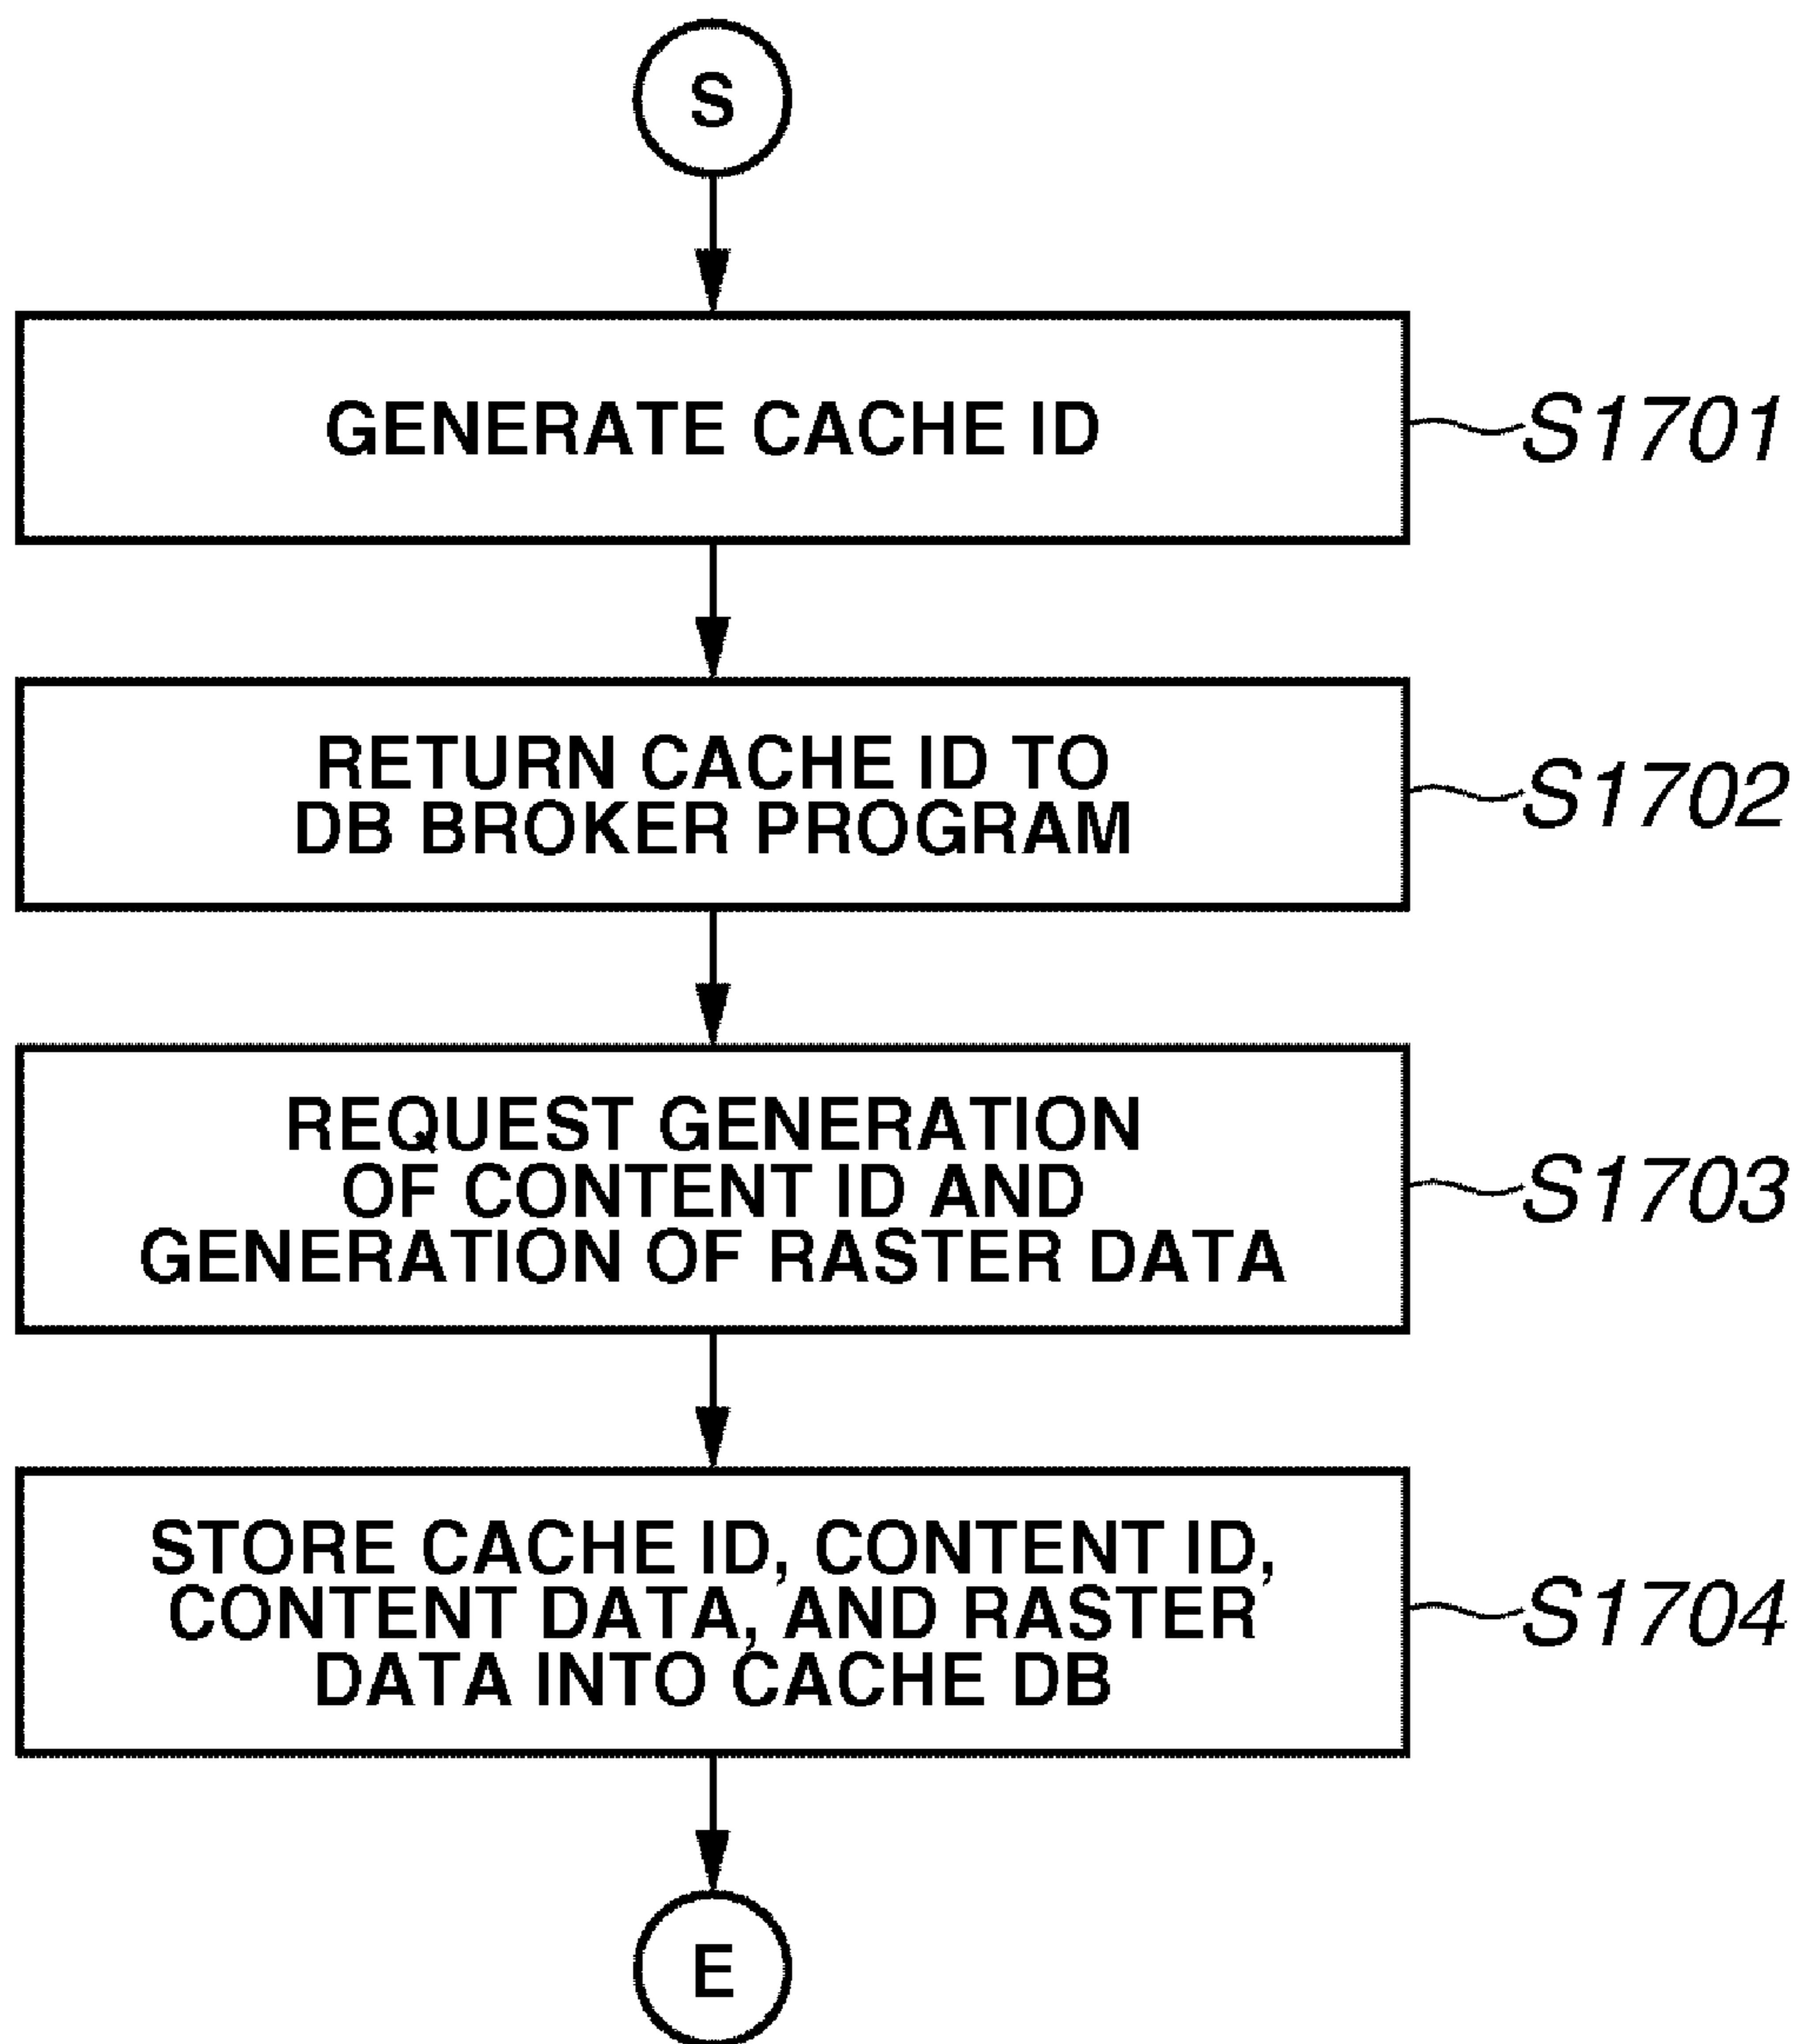 S
GENERATE CACHE ID
S1701
RETURN CACHE ID TO
DB BROKER PROGRAM
S1702
REQUEST GENERATION
OF CONTENT ID AND
GENERATION OF RASTER DATA
S1703
STORE CACHE ID, CONTENT ID,
CONTENT DATA, AND RASTER
DATA INTO CACHE DB
S1704
E